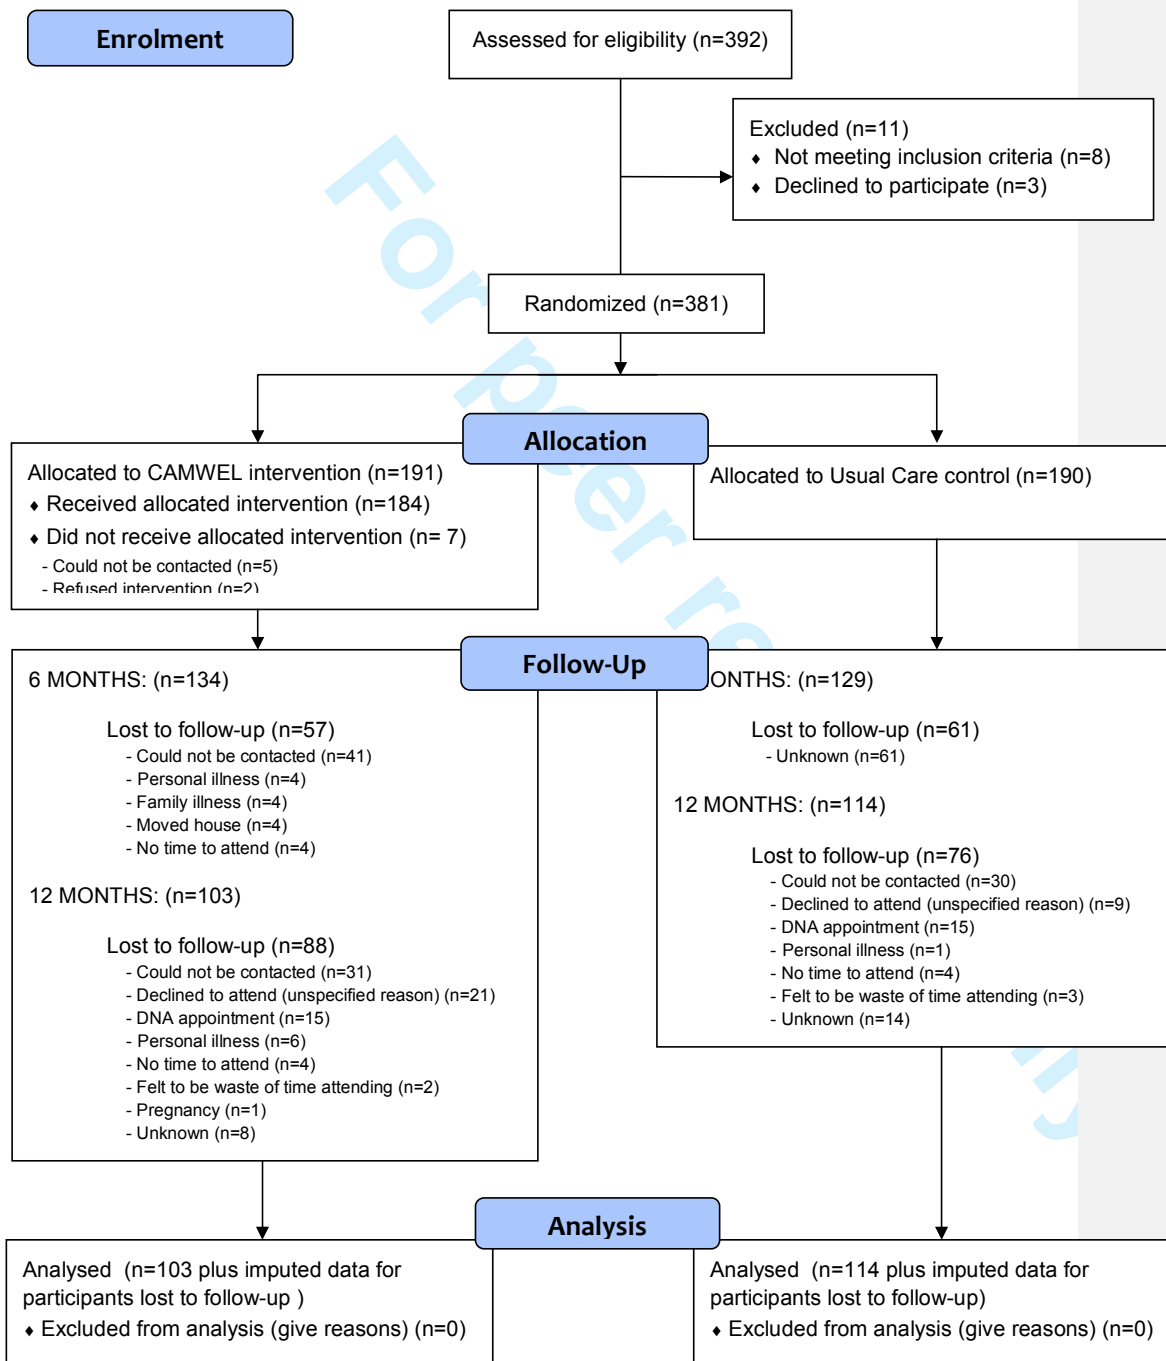 Enrolment
Assessed for eligibility (n=392)
Excluded (n=11)
♦ Not meeting inclusion criteria (n=8)
♦ Declined to participate (n=3)
Randomized (n=381)
Allocation
Allocated to CAMWEL intervention (n=191)
♦ Received allocated intervention (n=184)
♦ Did not receive allocated intervention (n= 7)
- Could not be contacted (n=5)
- Refused intervention (n=2)
Allocated to Usual Care control (n=190)
Follow-Up
6 MONTHS: (n=134)
Lost to follow-up (n=57)
- Could not be contacted (n=41)
- Personal illness (n=4)
- Family illness (n=4)
- Moved house (n=4)
- No time to attend (n=4)
12 MONTHS: (n=103)
Lost to follow-up (n=88)
- Could not be contacted (n=31)
- Declined to attend (unspecified reason) (n=21)
- DNA appointment (n=15)
- Personal illness (n=6)
- No time to attend (n=4)
- Felt to be waste of time attending (n=2)
- Pregnancy (n=1)
- Unknown (n=8)
ONTHS: (n=129)
Lost to follow-up (n=61)
- Unknown (n=61)
12 MONTHS: (n=114)
Lost to follow-up (n=76)
- Could not be contacted (n=30)
- Declined to attend (unspecified reason) (n=9)
- DNA appointment (n=15)
- Personal illness (n=1)
- No time to attend (n=4)
- Felt to be waste of time attending (n=3)
- Unknown (n=14)
Analysis
Analysed (n=103 plus imputed data for
participants lost to follow-up )
♦ Excluded from analysis (give reasons) (n=0)
Analysed (n=114 plus imputed data for
participants lost to follow-up)
♦ Excluded from analysis (give reasons) (n=0)
For peer re